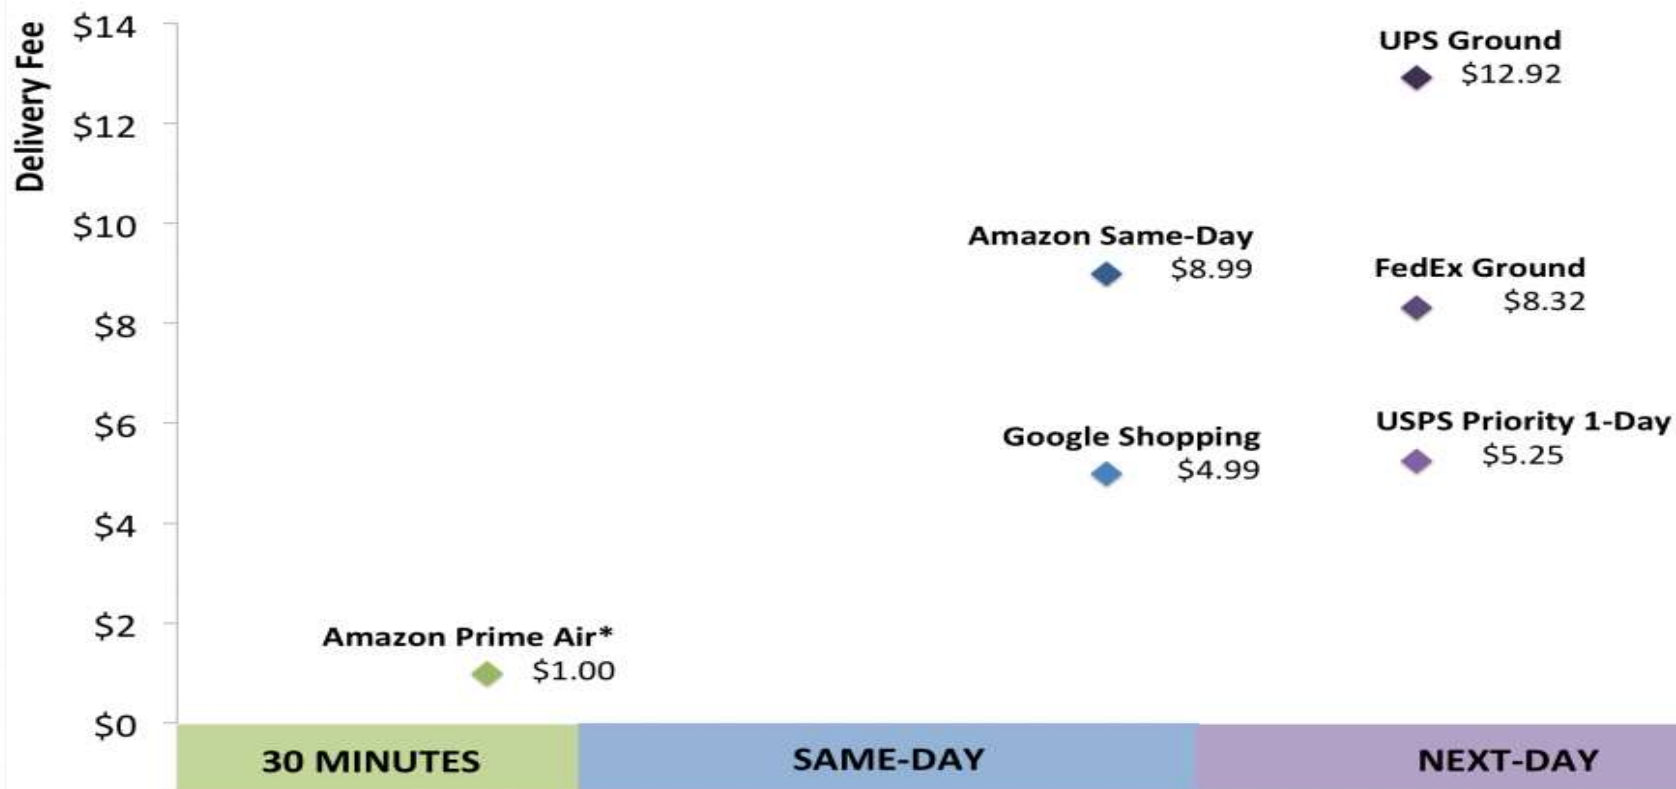 Delivery Fee
$14
$12
$10
$8
$6
$4
$2
$0
UPS Ground
$12.92
Amazon Same-Day
$8.99
FedEx Ground
$8.32
Google Shopping
$4.99
USPS Priority 1-Day
$5.25
Amazon Prime Air*
$1.00
30 MINUTES
SAME-DAY
NEXT-DAY